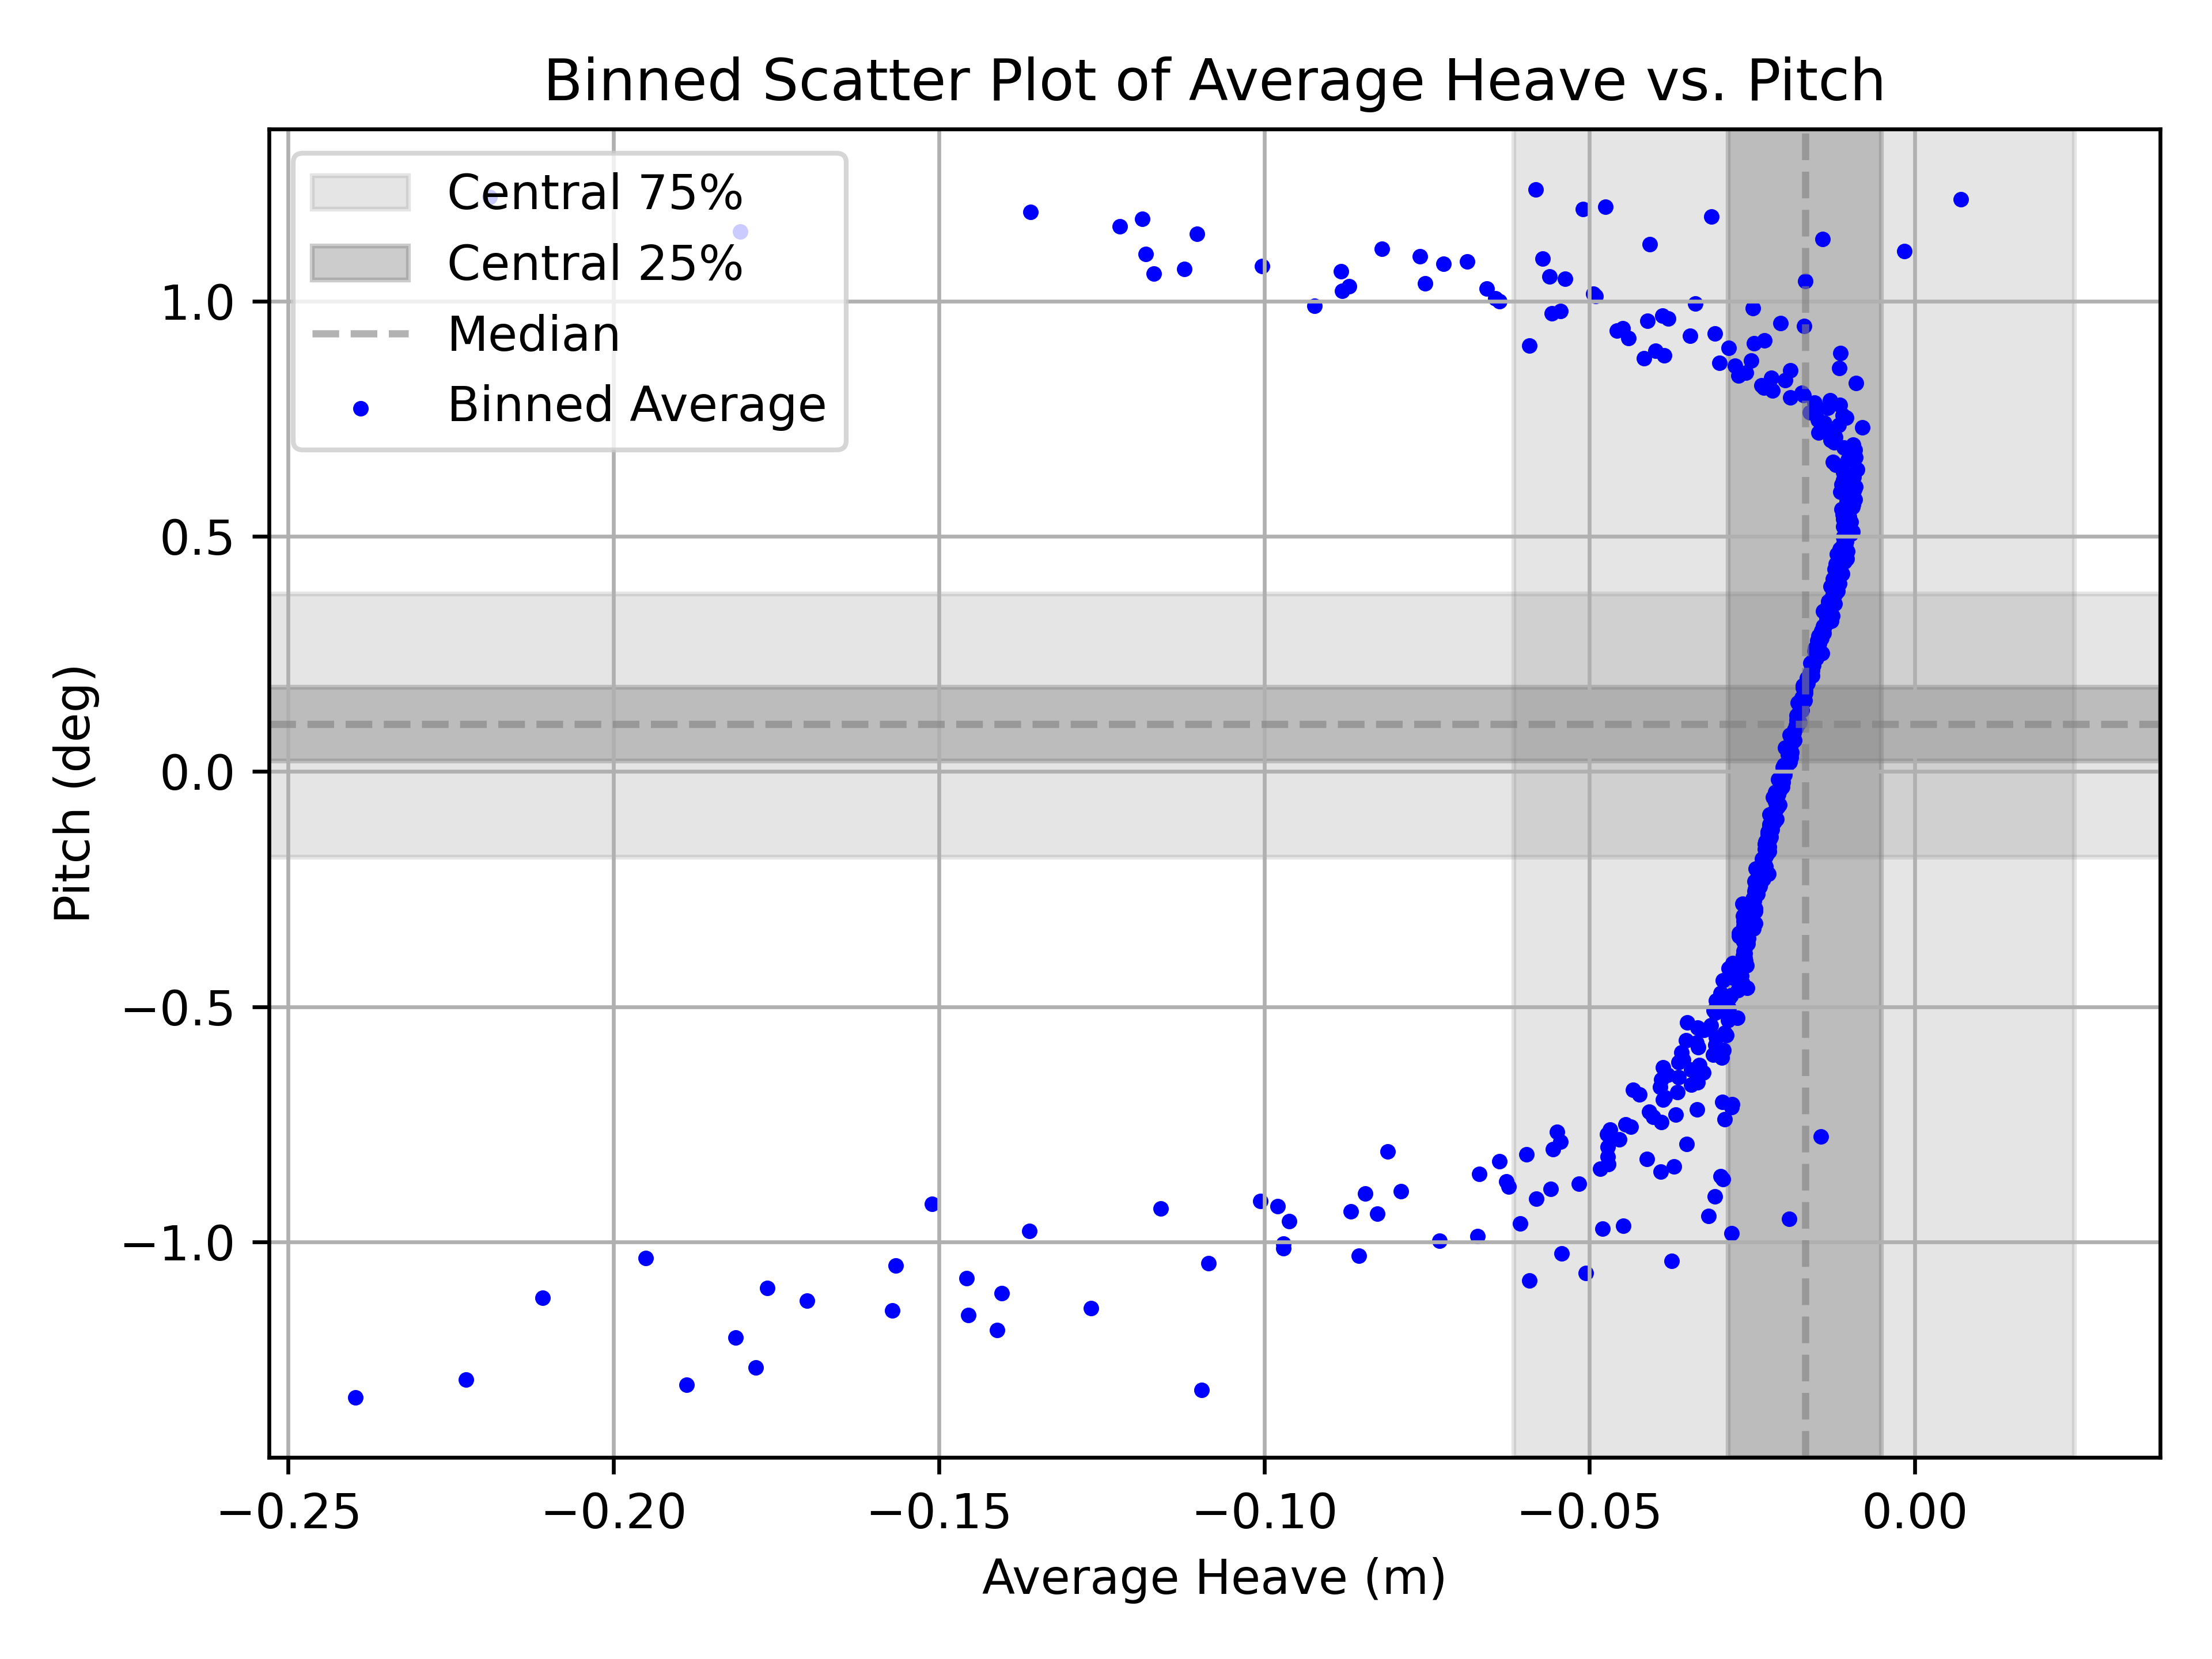 Binned Scatter Plot of Average Heave vs. Pitch
Central 75%
Central 25%
Median
Binned Average
1.0
0.5
0.0
−0.5
−1.0
Pitch (deg)
−0.25
−0.20
−0.15
−0.10
−0.05
0.00
Average Heave (m)